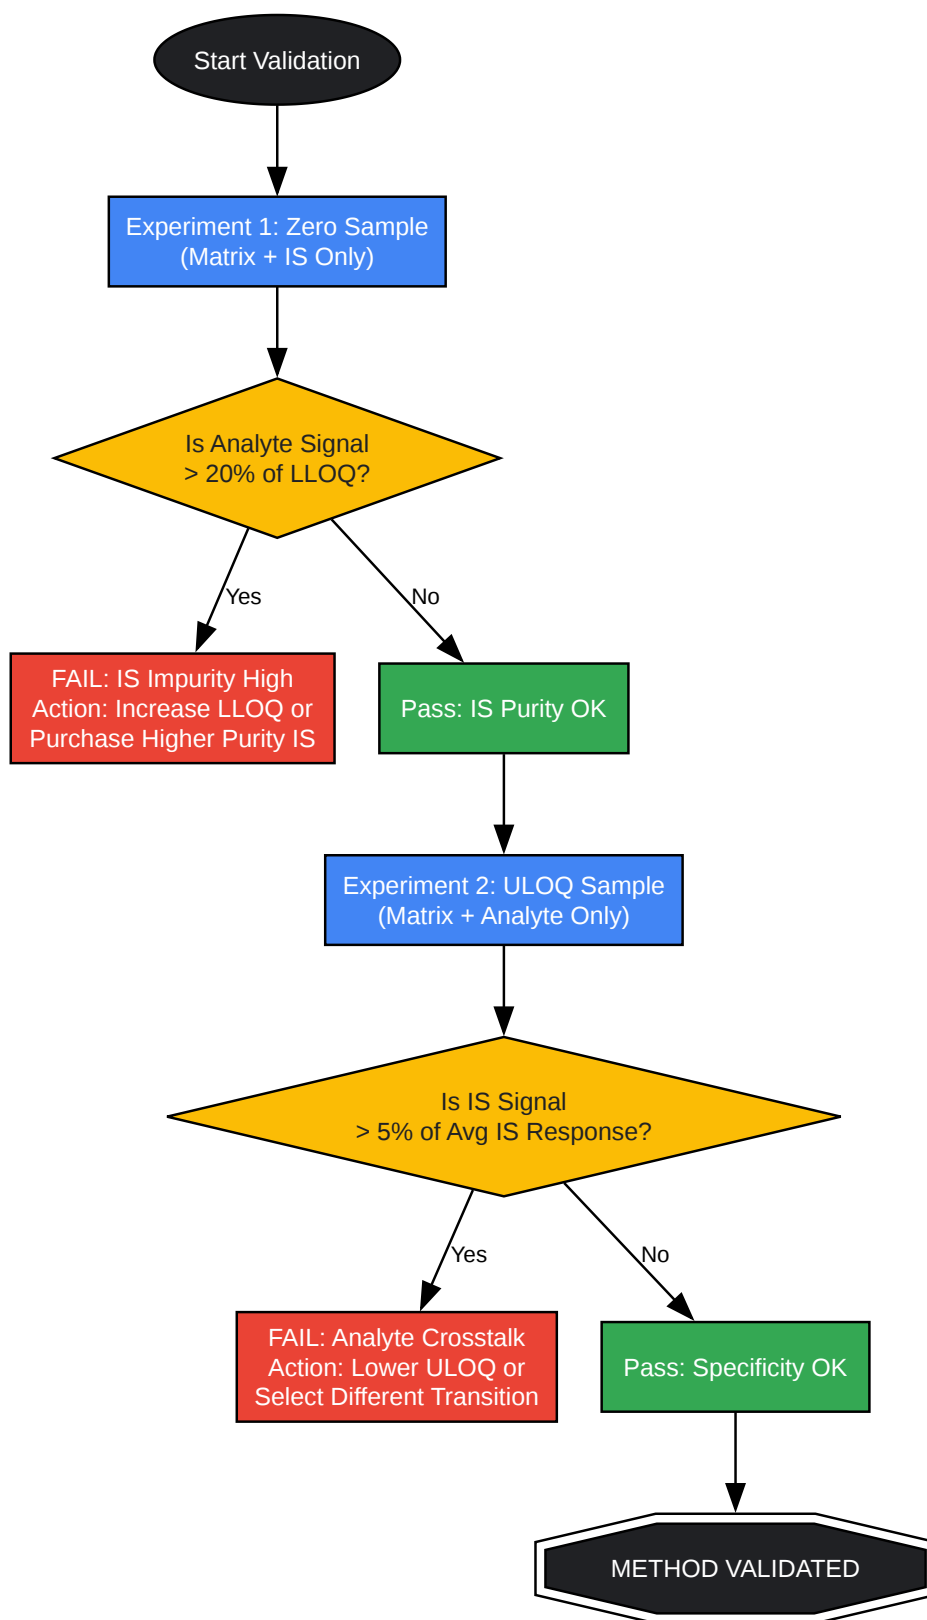 Start Validation
Experiment 1: Zero Sample
(Matrix + IS Only)
Is Analyte Signal
> 20% of LLOQ?
Yes
No
FAIL: IS Impurity High
Action: Increase LLOQ or
Purchase Higher Purity IS
Pass: IS Purity OK
Experiment 2: ULOQ Sample
(Matrix + Analyte Only)
Is IS Signal
> 5% of Avg IS Response?
Yes
No
FAIL: Analyte Crosstalk
Action: Lower ULOQ or
Select Different Transition
Pass: Specificity OK
METHOD VALIDATED